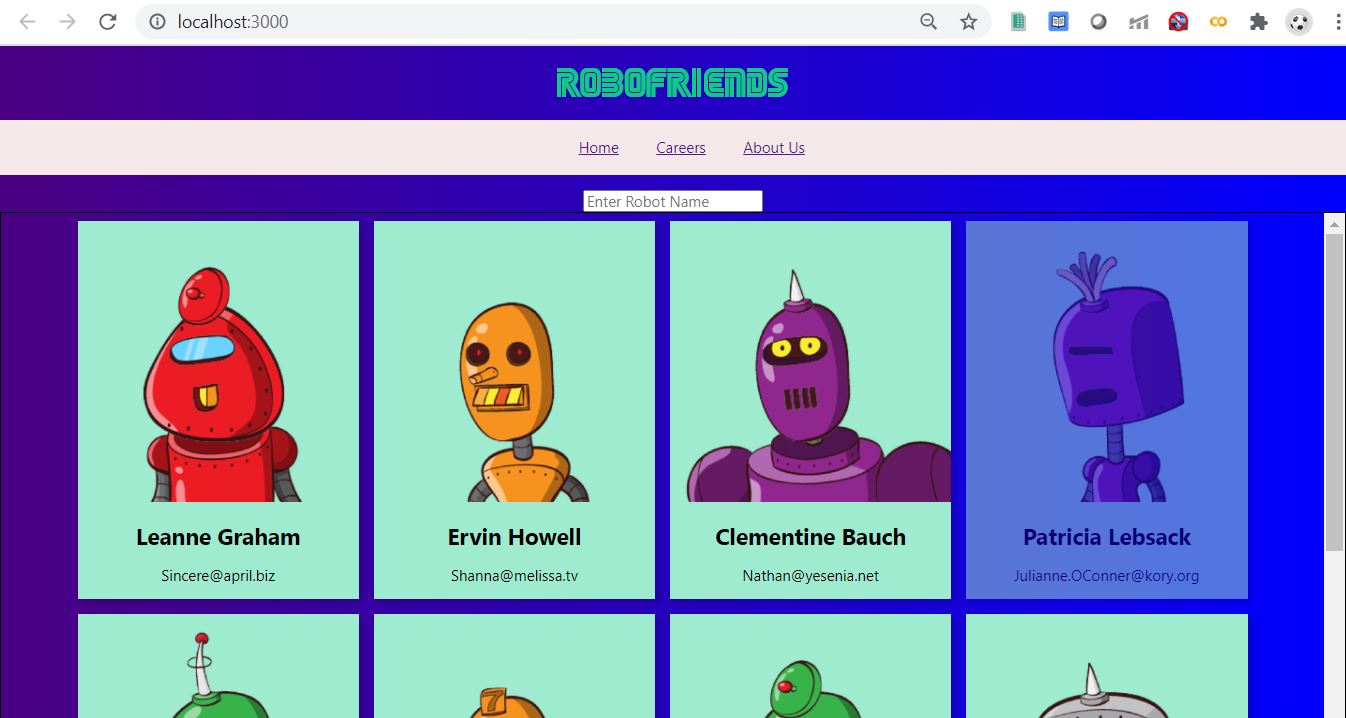 localhost:3000
ROBOFRIENDS
Home Careers About Us
Enter Robot Name
Leanne Graham Ervin Howell Clementine Bauch Patricia Lebsack
Sincere@april.biz Shanna@melissa.tv Nathan@yesenia.net Julianne.OConner@kory.org
7